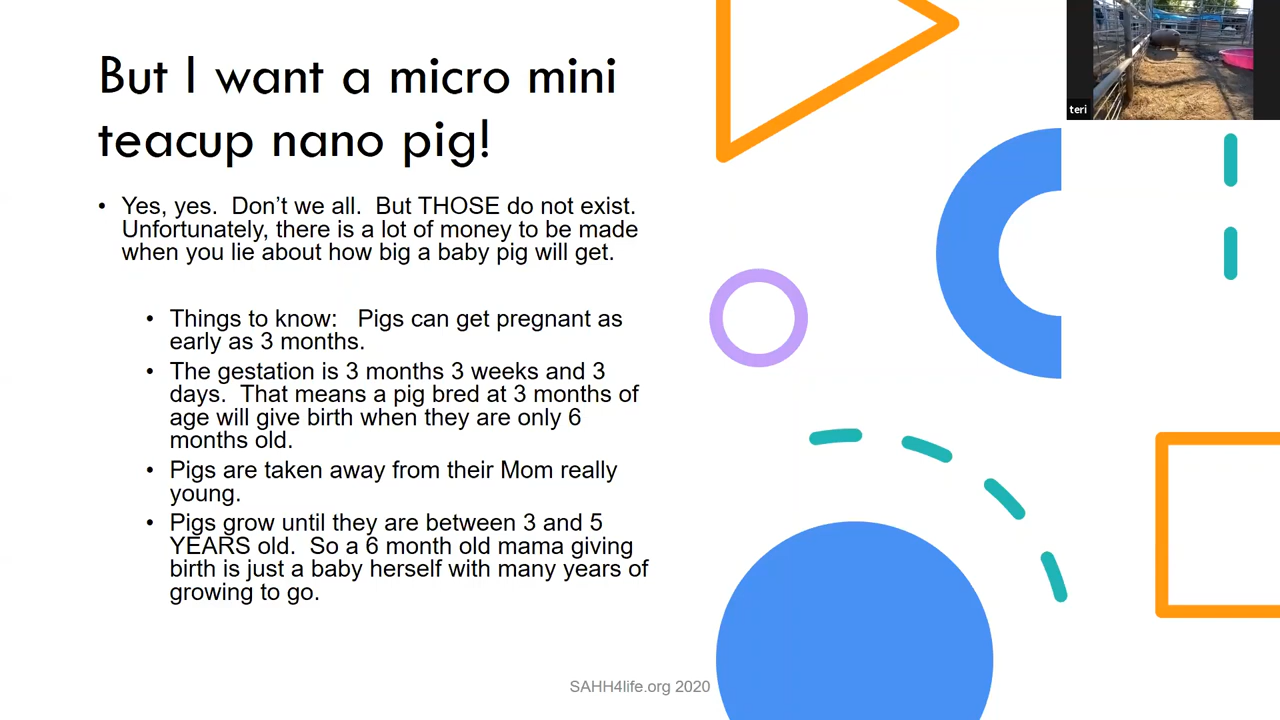 But I want a micro mini
teacup nano pig!
teri
• Yes, yes.  Don't we all.  But THOSE do not exist.
Unfortunately, there is a lot of money to be made
when you lie about how big a baby pig will get.
• Things to know:   Pigs can get pregnant as
early as 3 months.
• The gestation is 3 months 3 weeks and 3
days.  That means a pig bred at 3 months of
age will give birth when they are only 6
months old.
• Pigs are taken away from their Mom really
young.
• Pigs grow until they are between 3 and 5
YEARS old.  So a 6 month old mama giving
birth is just a baby herself with many years of
growing to go.
SAHH4life.org 2020